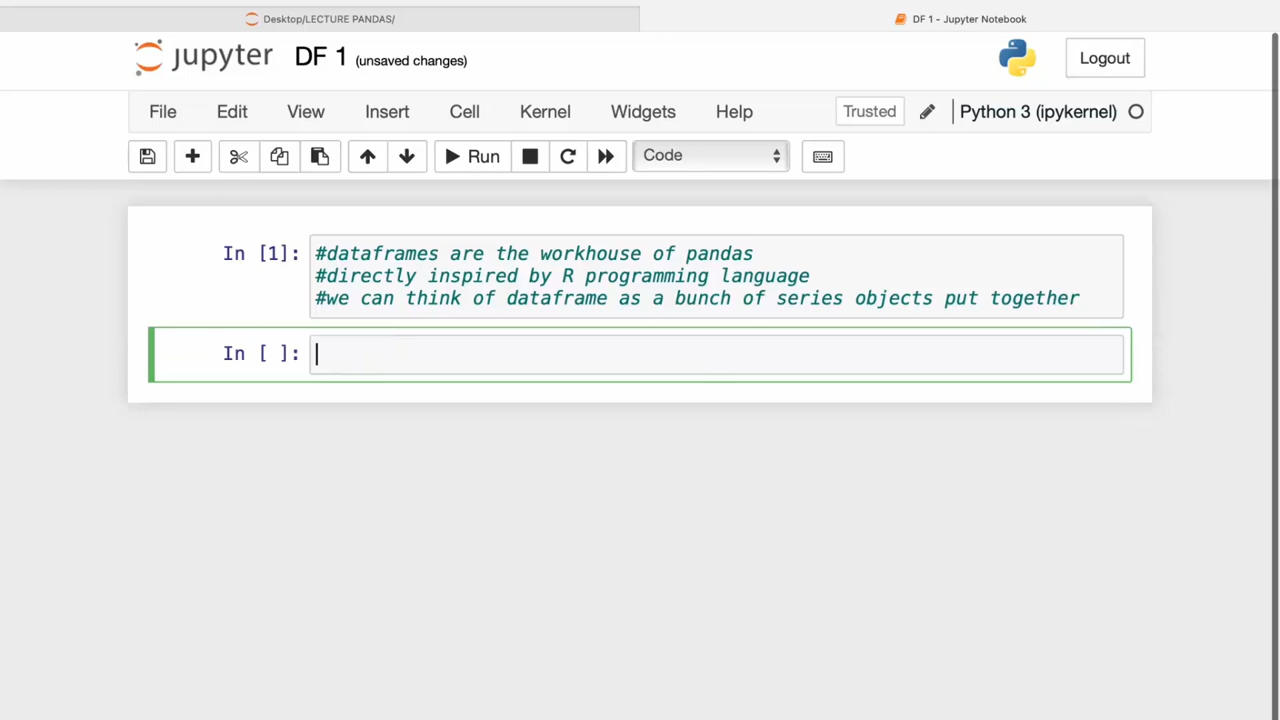 Desktop/LECTURE PANDAS/
DF 1 - Jupyter Notebook
jupyter DF 1 (unsaved changes)
Logout
File Edit View Insert Cell Kernel Widgets Help
Trusted
Python 3 (ipykernel)
Run
Code
In [1]:
#dataframes are the workhouse of pandas
#directly inspired by R programming language
#we can think of dataframe as a bunch of series objects put together
In [ ]: